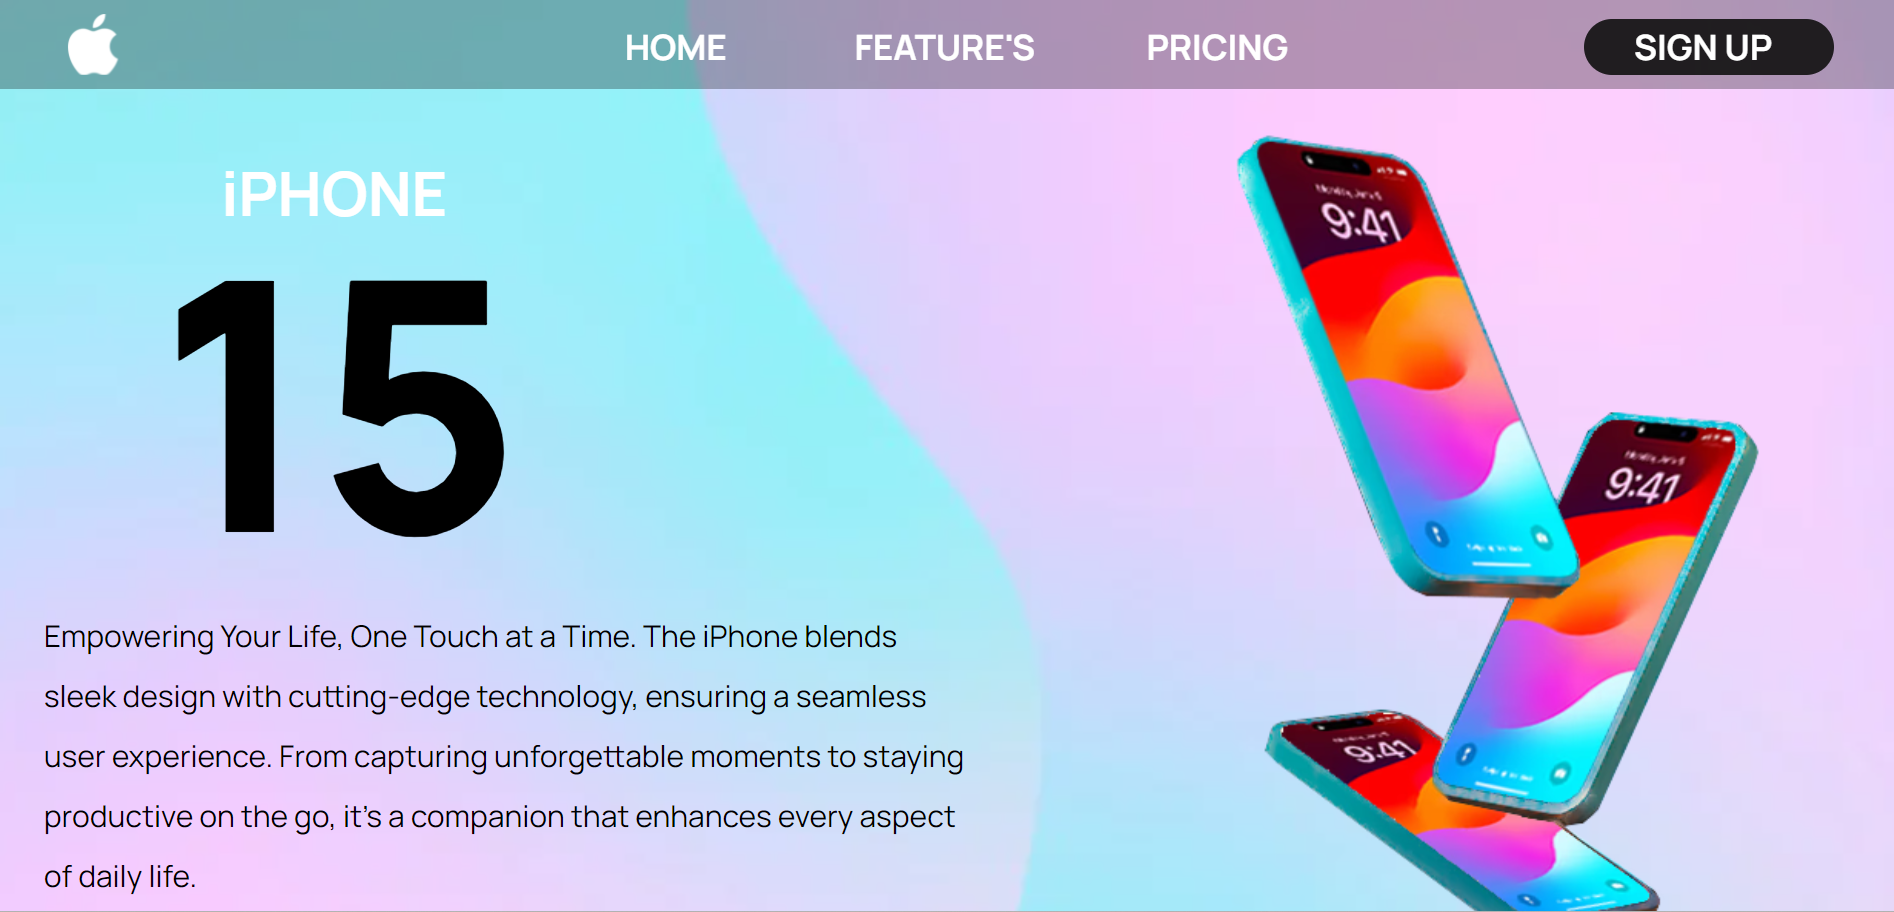 HOME FEATURE'S PRICING SIGN UP
iPHONE
15
Empowering Your Life, One Touch at a Time. The iPhone blends
sleek design with cutting-edge technology, ensuring a seamless
user experience. From capturing unforgettable moments to staying
productive on the go, it's a companion that enhances every aspect
of daily life.
9:41
9:41
9:41